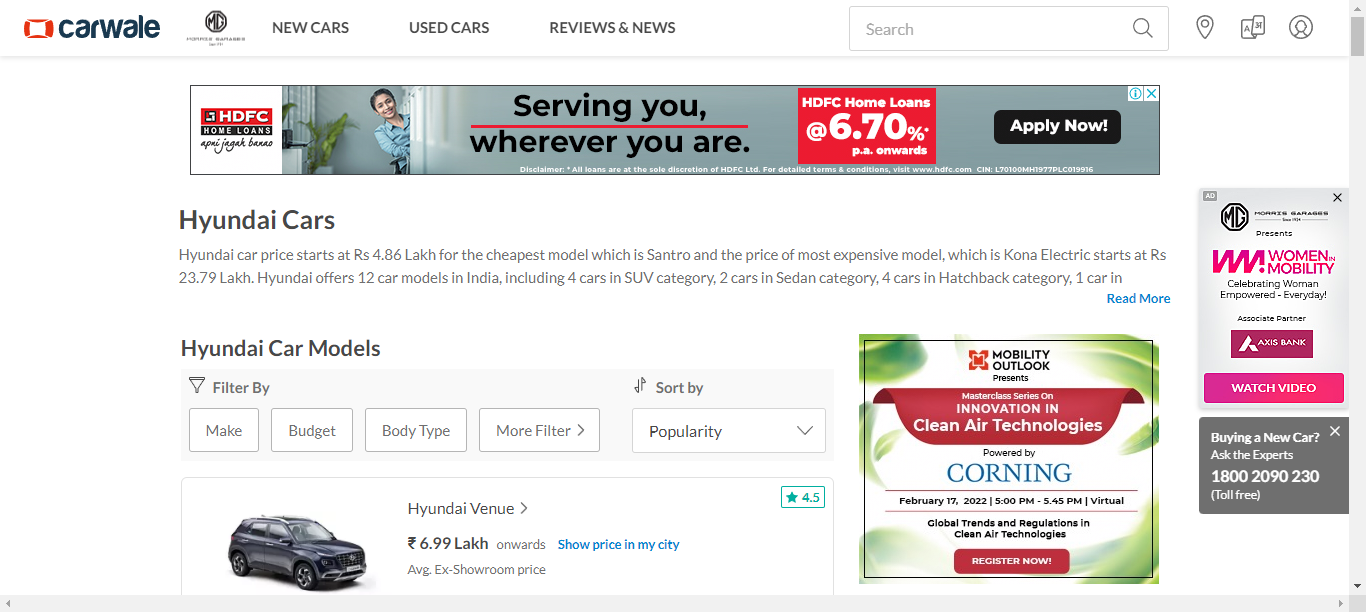 carwale
MG
MORRIS GARAGES
NEW CARS
USED CARS
REVIEWS & NEWS
Search
HDFC
HOME LOANS
apni jagah banao
Serving you,
wherever you are.
HDFC Home Loans
@6.70%*
p.a. onwards
Apply Now!
Disclaimer: * All loans are at the sole discretion of HDFC Ltd. For detailed terms & conditions, visit www.hdfc.com CIN: L70100MH1977PLC019916
Hyundai Cars
Hyundai car price starts at Rs 4.86 Lakh for the cheapest model which is Santro and the price of most expensive model, which is Kona Electric starts at Rs
23.79 Lakh. Hyundai offers 12 car models in India, including 4 cars in SUV category, 2 cars in Sedan category, 4 cars in Hatchback category, 1 car in
Read More
Hyundai Car Models
Filter By
Sort by
Make
Budget
Body Type
More Filter
Popularity
Hyundai Venue
4.5
₹ 6.99 Lakh onwards Show price in my city
Avg. Ex-Showroom price
MOBILITY
OUTLOOK
Presents
Masterclass Series On
INNOVATION IN
Clean Air Technologies
Powered by
CORNING
February 17, 2022 | 5:00 PM - 5.45 PM | Virtual
Global Trends and Regulations in
Clean Air Technologies
REGISTER NOW!
AD
MG
MORRIS GARAGES
Since 1924
Presents
WM! WOMEN IN
MOBILITY
Celebrating Woman
Empowered - Everyday!
Associate Partner
AXIS BANK
WATCH VIDEO
Buying a New Car?
Ask the Experts
1800 2090 230
(Toll free)